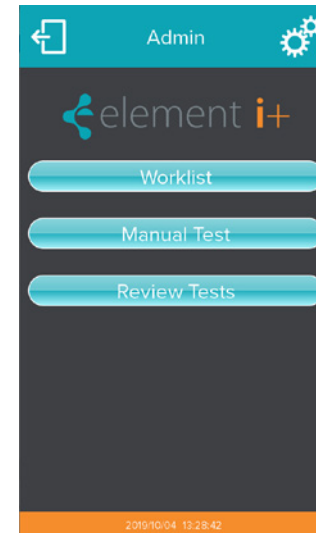 Admin
element i+
Worklist
Manual Test
Review Tests
2019/10/04 13:28:42